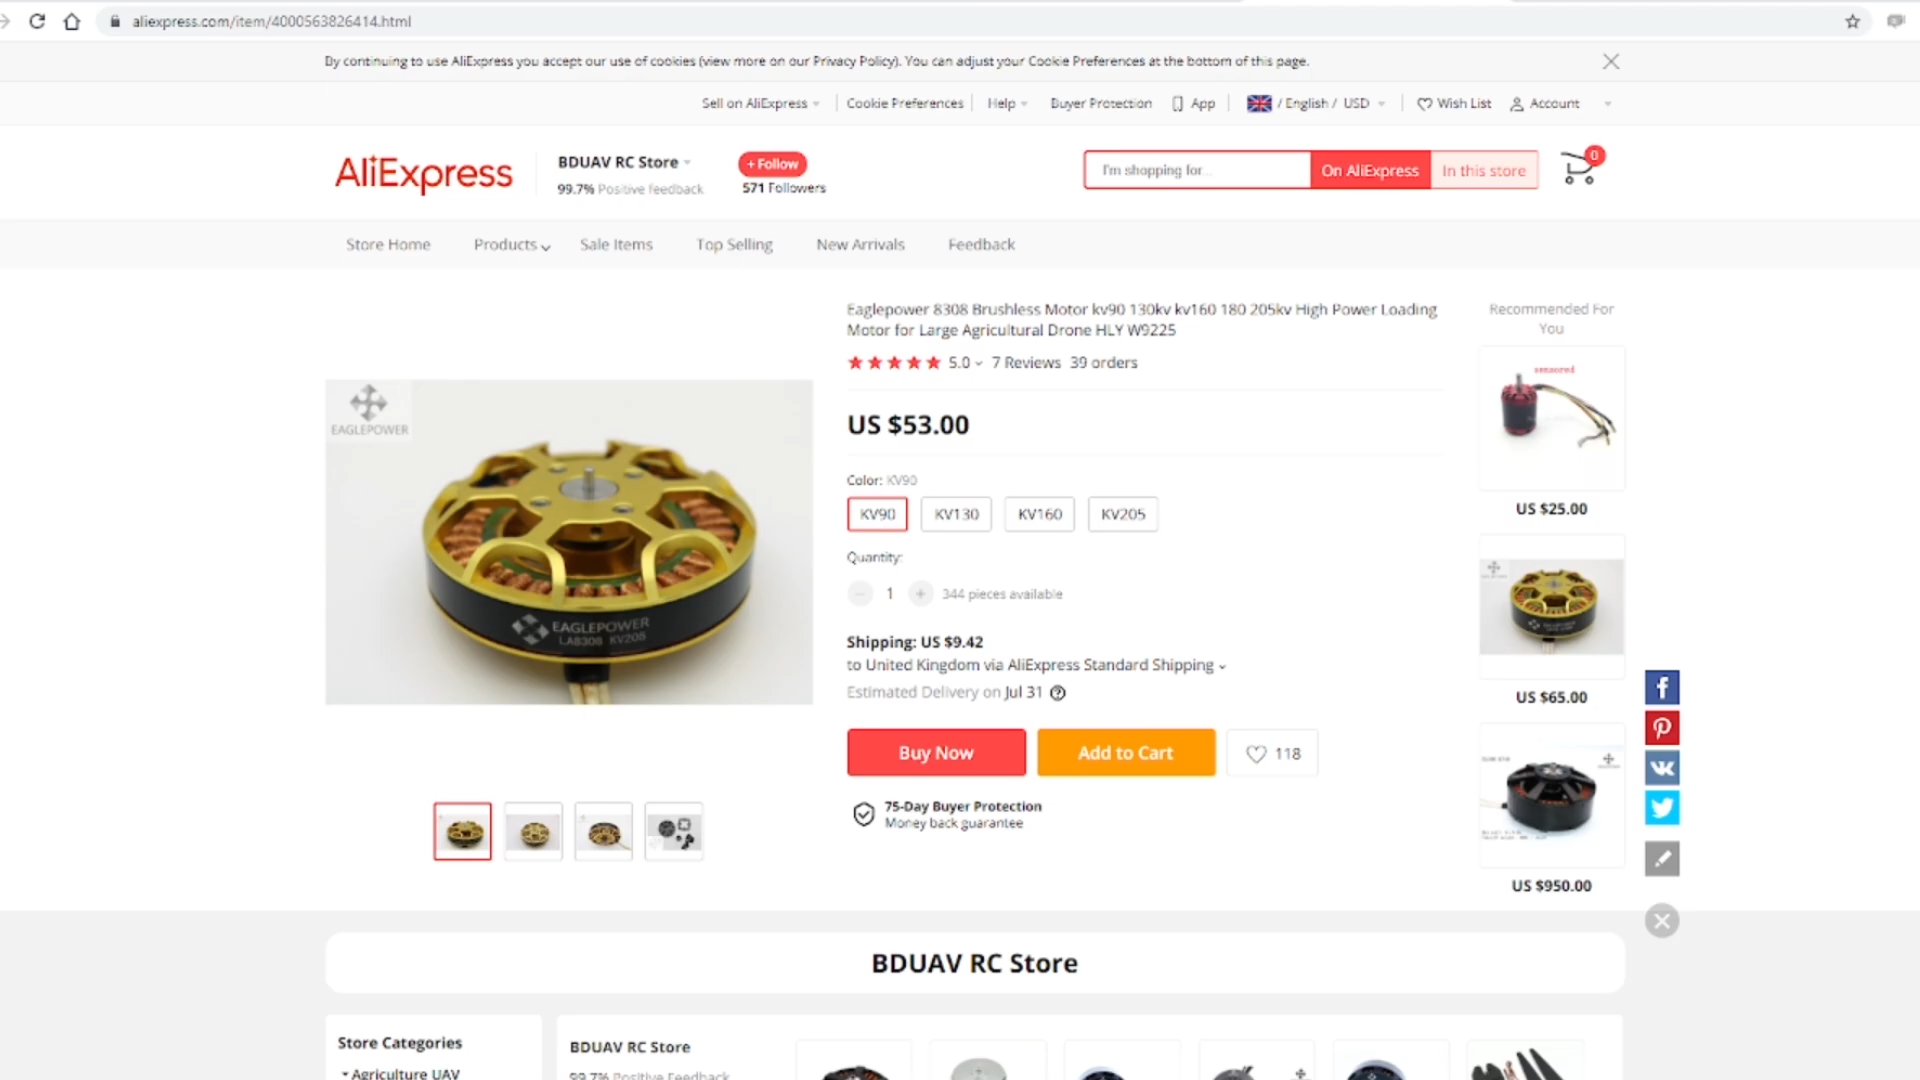 aliexpress.com/item/4000563826414.html
By continuing to use AliExpress you accept our use of cookies (view more on our Privacy Policy). You can adjust your Cookie Preferences at the bottom of this page.
Sell on AliExpress
Cookie Preferences
Help
Buyer Protection
App
/ English / USD
Wish List
Account
AliExpress
BDUAV RC Store
99.7% Positive feedback
+ Follow
571 Followers
I'm shopping for...
On AliExpress
In this store
0
Store Home
Products
Sale Items
Top Selling
New Arrivals
Feedback
EAGLEPOWER
EAGLEPOWER
LA8308 KV205
Eaglepower 8308 Brushless Motor kv90 130kv kv160 180 205kv High Power Loading
Motor for Large Agricultural Drone HLY W9225
5.0
7 Reviews
39 orders
US $53.00
Color: KV90
KV90
KV130
KV160
KV205
Quantity:
1
344 pieces available
Shipping: US $9.42
to United Kingdom via AliExpress Standard Shipping
Estimated Delivery on Jul 31
Buy Now
Add to Cart
118
75-Day Buyer Protection
Money back guarantee
Recommended For
You
sensored
US $25.00
US $65.00
US $950.00
BDUAV RC Store
Store Categories
Agriculture UAV
BDUAV RC Store
99.7% Positive Feedback